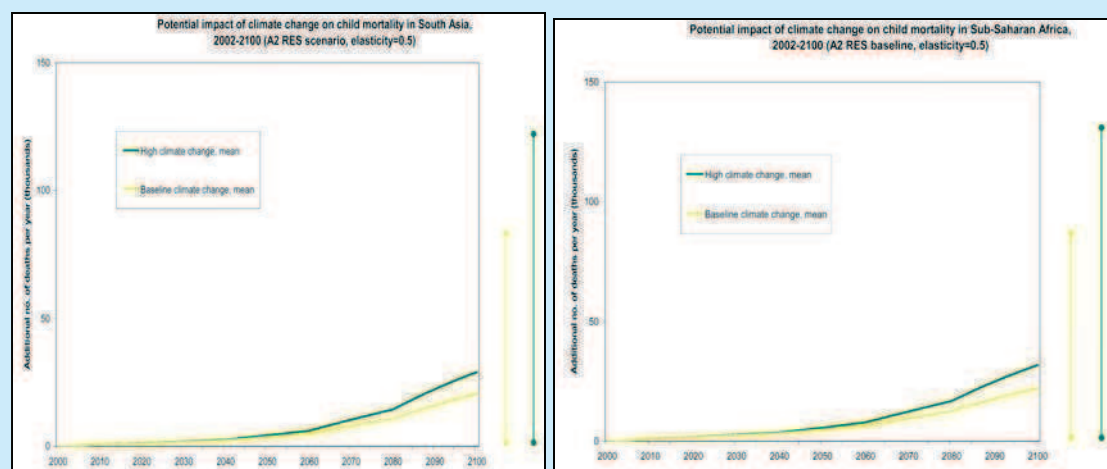 Potential impact of climate change on child mortality in South Asia,
2002-2100 (A2 RES scenario, elasticity=0.5)
150
100
50
0
Additional no. of deaths per year (thousands)
High climate change, mean
Baseline climate change, mean
2000 2010 2020 2030 2040 2050 2060 2070 2080 2090 2100
Potential impact of climate change on child mortality in Sub-Saharan Africa,
2002-2100 (A2 RES baseline, elasticity=0.5)
150
100
50
0
Additional no. of deaths per year (thousands)
High climate change, mean
Baseline climate change, mean
2000 2010 2020 2030 2040 2050 2060 2070 2080 2090 2100